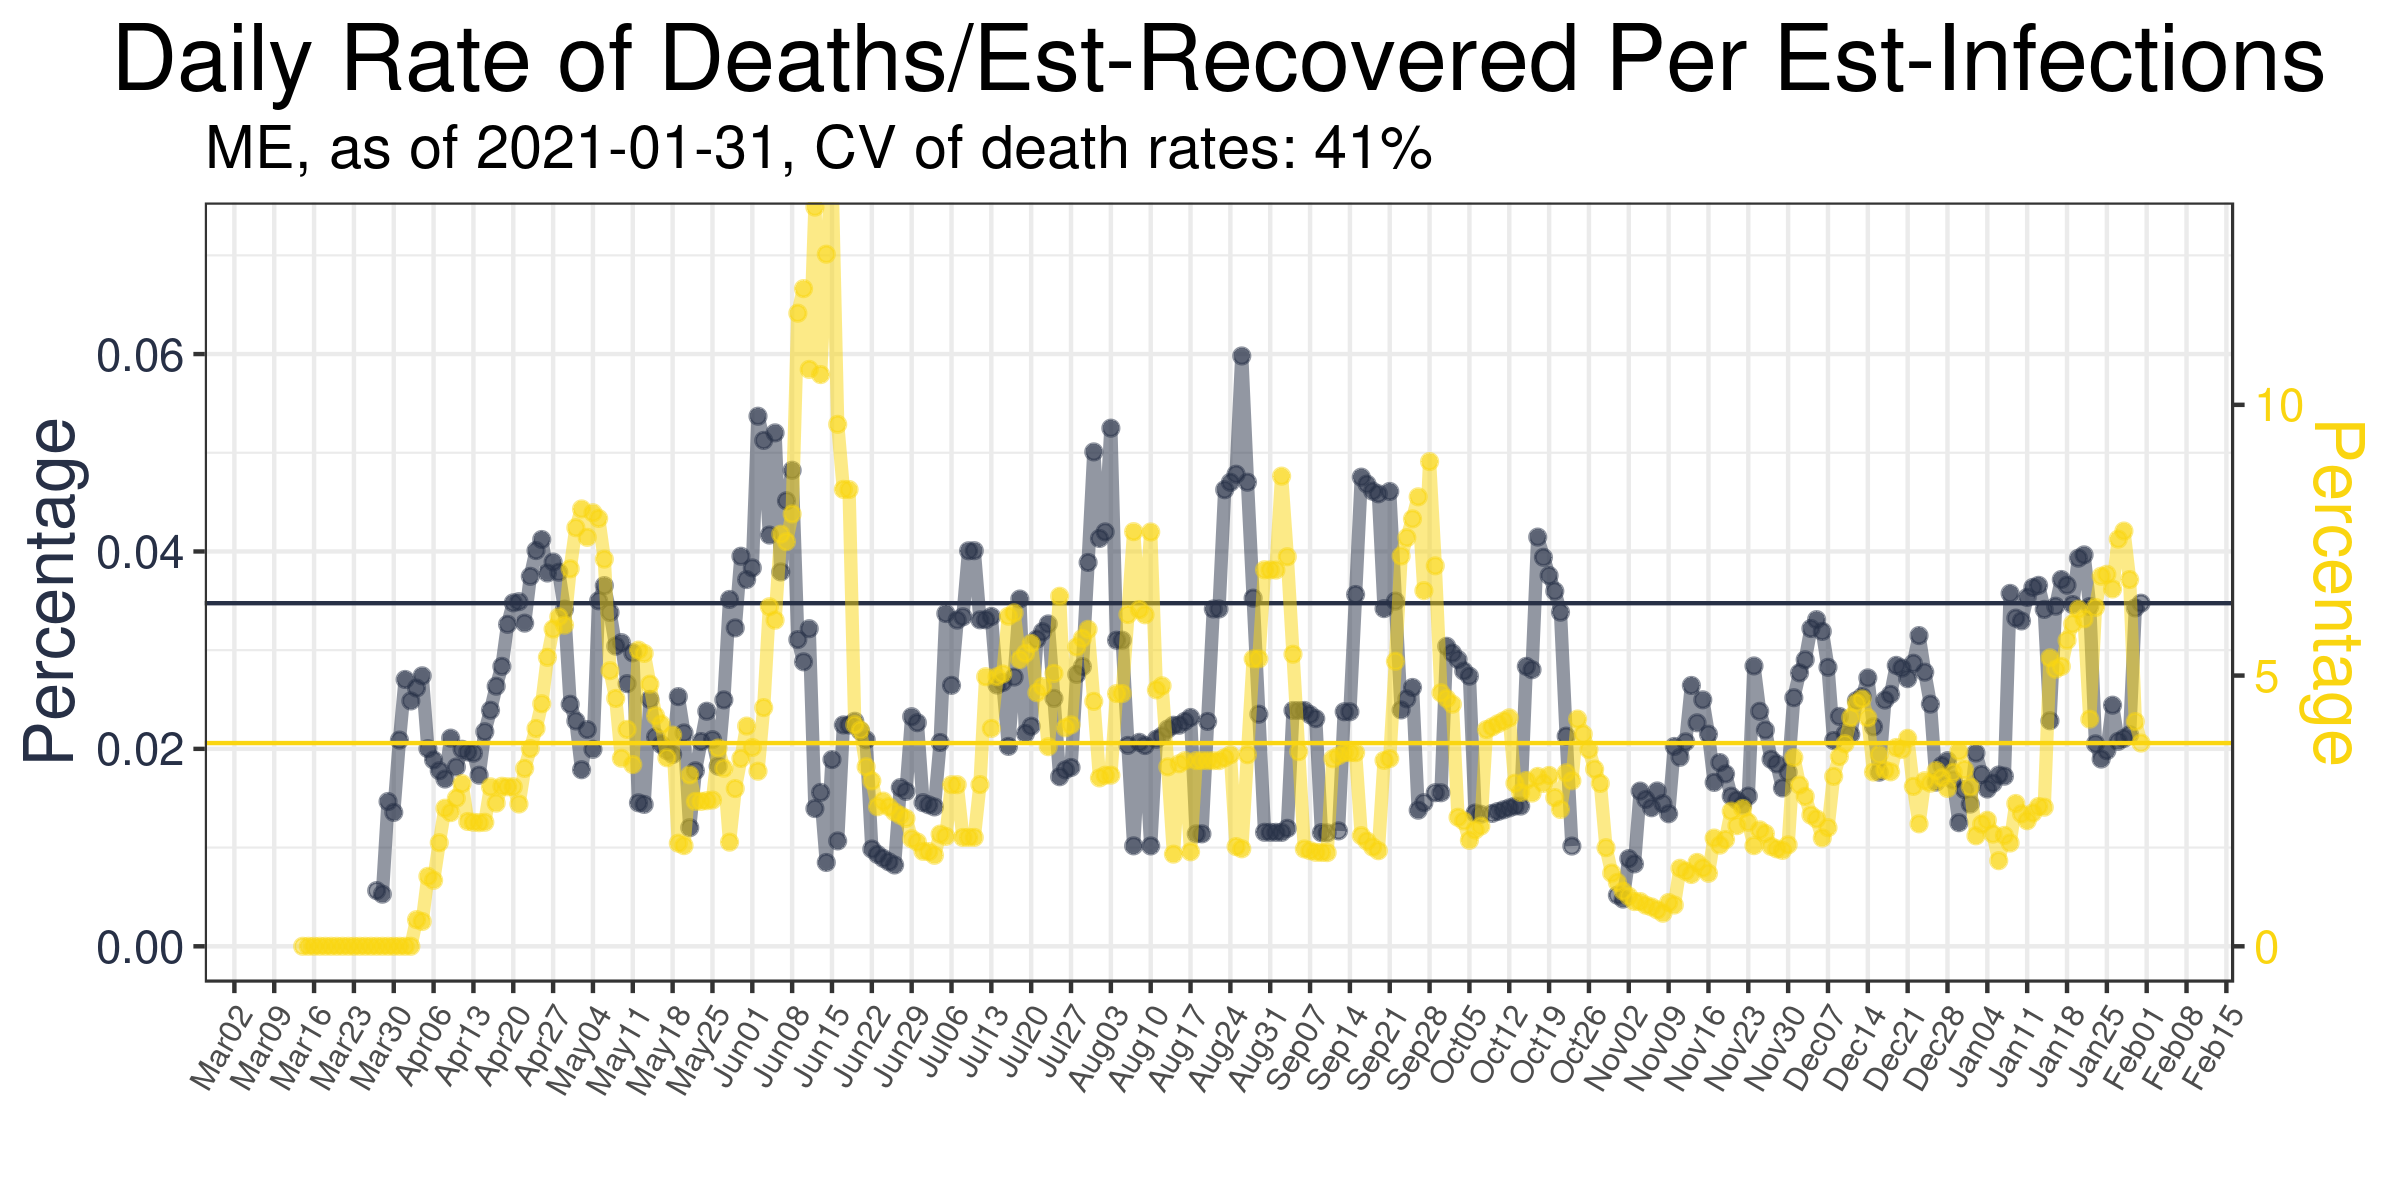 Daily Rate of Deaths/Est-Recovered Per Est-Infections
ME, as of 2021-01-31, CV of death rates: 41%
Percentage
0.06
0.04
0.02
0.00
10
5
0
Percentage
Mar02
Mar09
Mar16
Mar23
Mar30
Apr06
Apr13
Apr20
Apr27
May04
May11
May18
May25
Jun01
Jun08
Jun15
Jun22
Jun29
Jul06
Jul13
Jul20
Jul27
Aug03
Aug10
Aug17
Aug24
Aug31
Sep07
Sep14
Sep21
Sep28
Oct05
Oct12
Oct19
Oct26
Nov02
Nov09
Nov16
Nov23
Nov30
Dec07
Dec14
Dec21
Dec28
Jan04
Jan11
Jan18
Jan25
Feb01
Feb08
Feb15